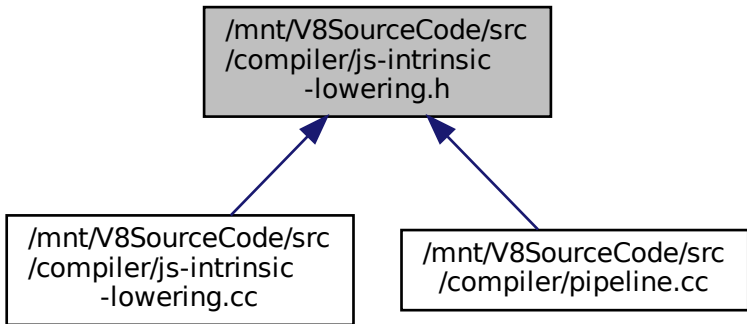 /mnt/V8SourceCode/src
/compiler/js-intrinsic
-lowering.h
/mnt/V8SourceCode/src
/compiler/js-intrinsic
-lowering.cc
/mnt/V8SourceCode/src
/compiler/pipeline.cc